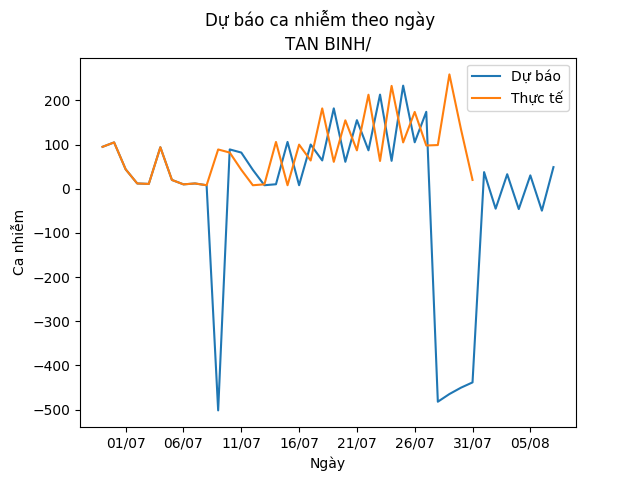 Dự báo ca nhiễm theo ngày
TAN BINH/
Dự báo
Thực tế
Ca nhiễm
200
100
0
−100
−200
−300
−400
−500
01/07 06/07 11/07 16/07 21/07 26/07 31/07 05/08
Ngày